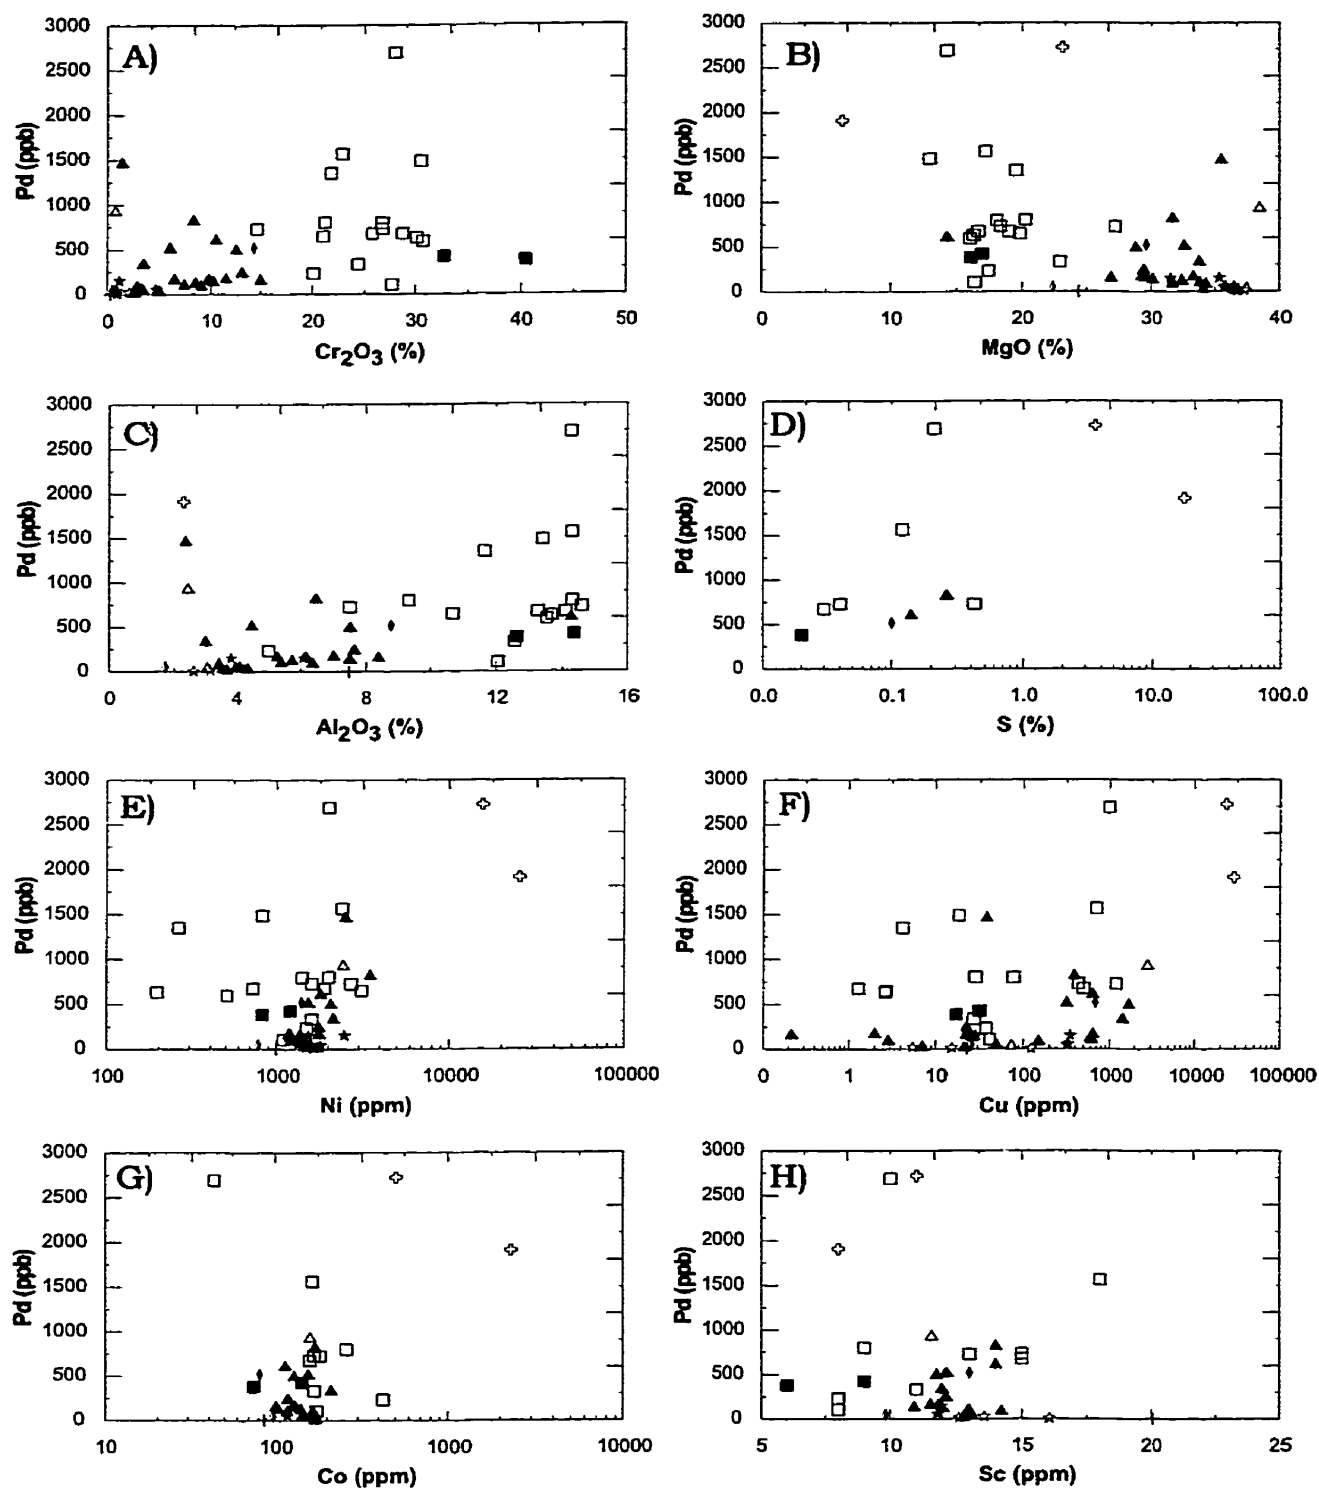 A)
3000
2500
2000
1500
1000
500
0
Pd (ppb)
0 10 20 30 40 50
Cr2O3 (%)
B)
3000
2500
2000
1500
1000
500
0
Pd (ppb)
0 10 20 30 40
MgO (%)
C)
3000
2500
2000
1500
1000
500
0
Pd (ppb)
0 4 8 12 16
Al2O3 (%)
D)
3000
2500
2000
1500
1000
500
0
Pd (ppb)
0.0 0.1 1.0 10.0 100.0
S (%)
E)
3000
2500
2000
1500
1000
500
0
Pd (ppb)
100 1000 10000 100000
Ni (ppm)
F)
3000
2500
2000
1500
1000
500
0
Pd (ppb)
0 1 10 100 1000 10000 100000
Cu (ppm)
G)
3000
2500
2000
1500
1000
500
0
Pd (ppb)
10 100 1000 10000
Co (ppm)
H)
3000
2500
2000
1500
1000
500
0
Pd (ppb)
5 10 15 20 25
Sc (ppm)